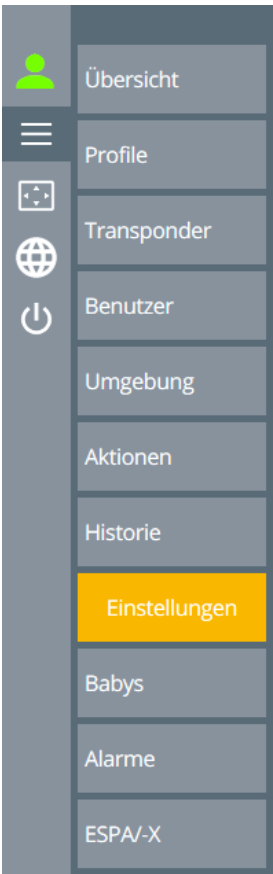 Übersicht
Profile
Transponder
Benutzer
Umgebung
Aktionen
Historie
Einstellungen
Babys
Alarme
ESPA/-X